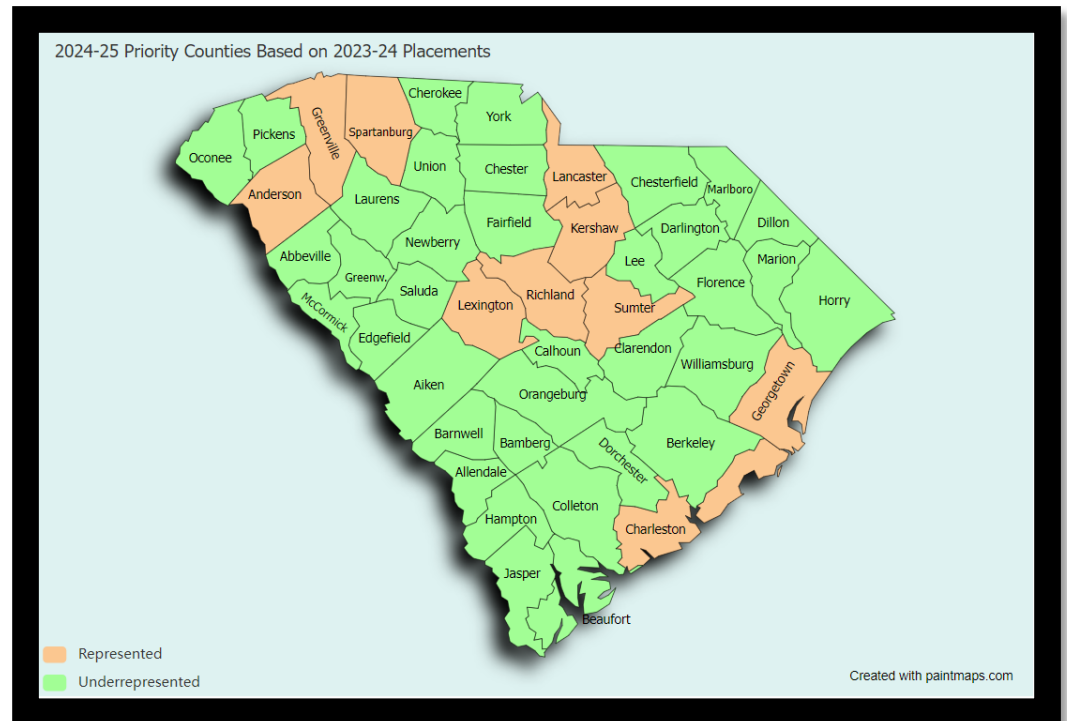 2024-25 Priority Counties Based on 2023-24 Placements
Cherokee
York
Greenville
Spartanburg
Pickens
Oconee
Union
Chester
Lancaster
Chesterfield
Marlboro
Anderson
Laurens
Fairfield
Kershaw
Darlington
Dillon
Newberry
Abbeville
Lee
Marion
Greenw.
Saluda
Florence
Horry
McCormick
Lexington
Richland
Sumter
Edgefield
Calhoun
Clarendon
Williamsburg
Aiken
Orangeburg
Georgetown
Barnwell
Bamberg
Dorchester
Berkeley
Allendale
Colleton
Hampton
Charleston
Jasper
Beaufort
Represented
Underrepresented
Created with paintmaps.com